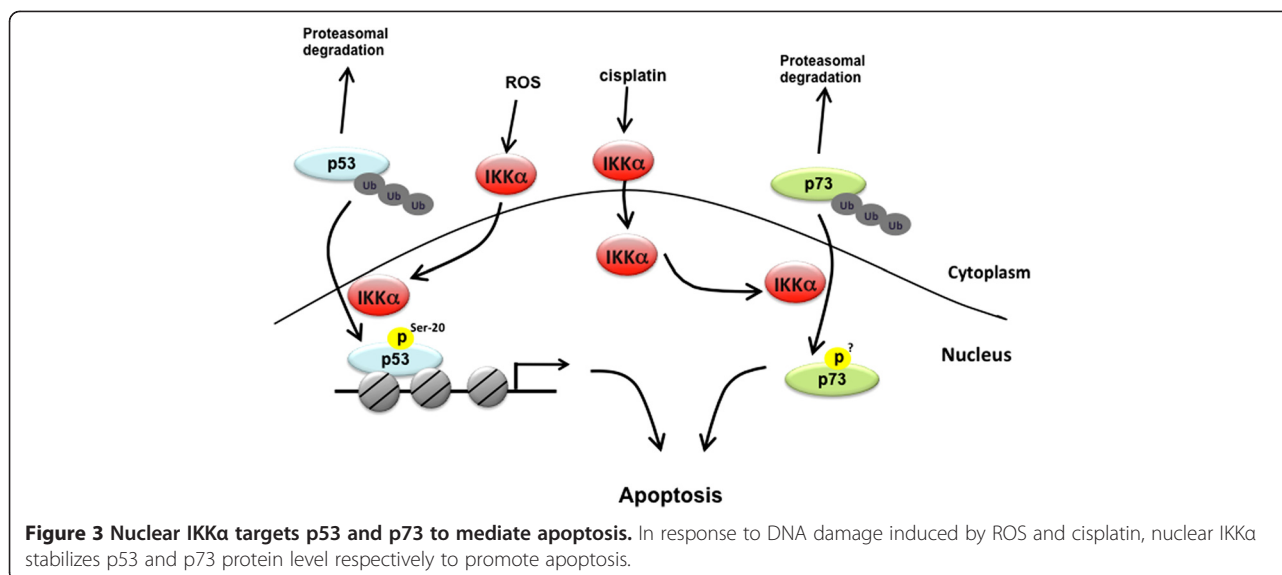 Proteasomal
degradation
ROS
cisplatin
Proteasomal
degradation
p53
Ub
Ub
Ub
IKKα
IKKα
p73
Ub
Ub
Ub
IKKα
IKKα
IKKα
Cytoplasm
Nucleus
p
Ser-20
p53
p
?
p73
Apoptosis
Figure 3 Nuclear IKKα targets p53 and p73 to mediate apoptosis. In response to DNA damage induced by ROS and cisplatin, nuclear IKKα
stabilizes p53 and p73 protein level respectively to promote apoptosis.